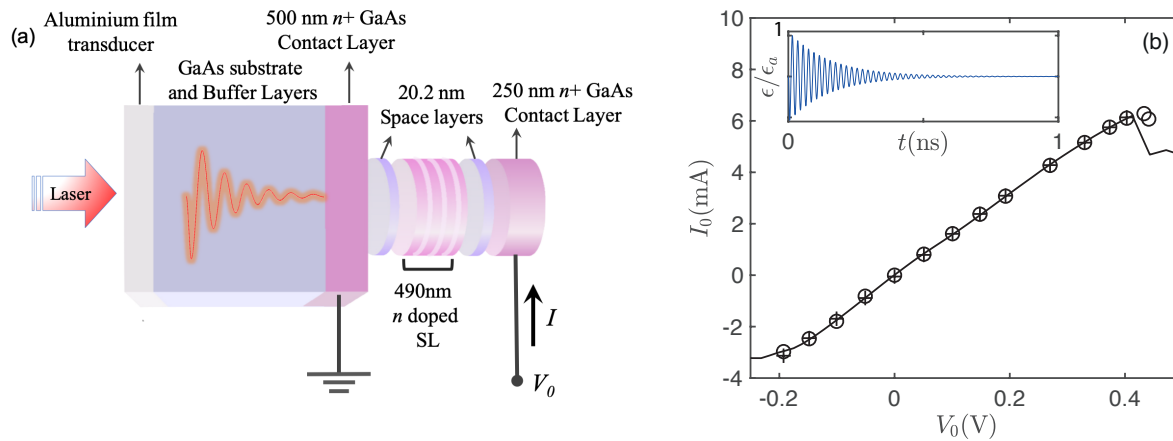 (a)
Aluminium film
transducer
500 nm n+ GaAs
Contact Layer
GaAs substrate
and Buffer Layers
20.2 nm
Space layers
250 nm n+ GaAs
Contact Layer
Laser
490nm
n doped
SL
I
V₀
(b)
10
8
6
4
2
0
-2
-4
I₀(mA)
-0.2
0
0.2
0.4
V₀(V)
1
ϵ/ϵₐ
0
1
t(ns)